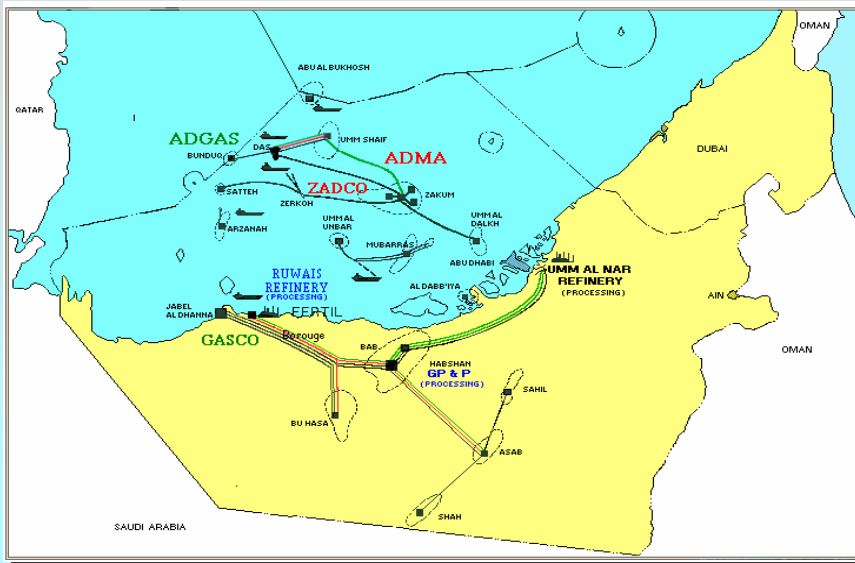 OMAN
ABU AL BUKHOSH
QATAR
ADGAS
DAS
UMM SHAIF
BUNDUQ
ADMA
DUBAI
SATTEH
ZADCO
ZAKUM
ZERKOH
ARZANAH
UMM AL
UNBAR
UMM AL
DALKH
MUBARRAS
ABU DHABI
RUWAIS
REFINERY
(PROCESSNG)
AL DABB'IYA
UMM AL NAR
REFINERY
(PROCESSING)
AIN
JABEL
AL DHANNA
FERTIL
GASCO
Borouge
BAB
HABSHAN
GP & P
(PROCESSING)
OMAN
SAHIL
BU HASA
ASAB
SHAH
SAUDI ARABIA